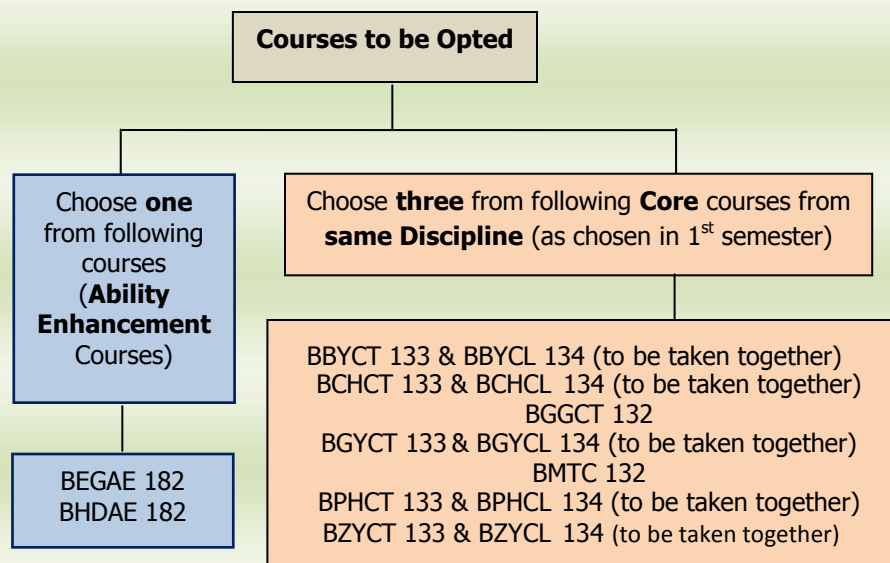 Courses to be Opted
Choose one
from following
courses
(Ability
Enhancement
Courses)
BEGAE 182
BHDAE 182
Choose three from following Core courses from
same Discipline (as chosen in 1st semester)
BBYCT 133 & BBYCL 134 (to be taken together)
BCHCT 133 & BCHCL 134 (to be taken together)
BGGCT 132
BGYCT 133 & BGYCL 134 (to be taken together)
BMTC 132
BPHCT 133 & BPHCL 134 (to be taken together)
BZYCT 133 & BZYCL 134 (to be taken together)